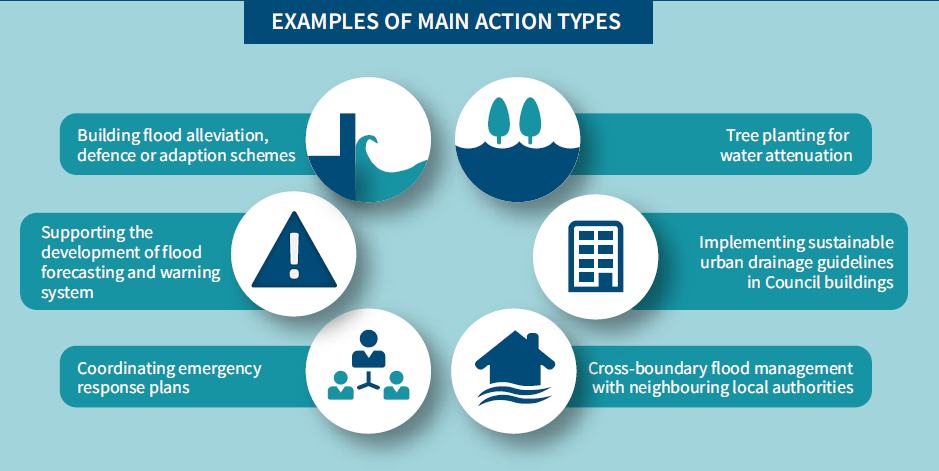 EXAMPLES OF MAIN ACTION TYPES
Building flood alleviation,
defence or adaption schemes
Tree planting for
water attenuation
Supporting the
development of flood
forecasting and warning
system
Implementing sustainable
urban drainage guidelines
in Council buildings
Coordinating emergency
response plans
Cross-boundary flood management
with neighbouring local authorities